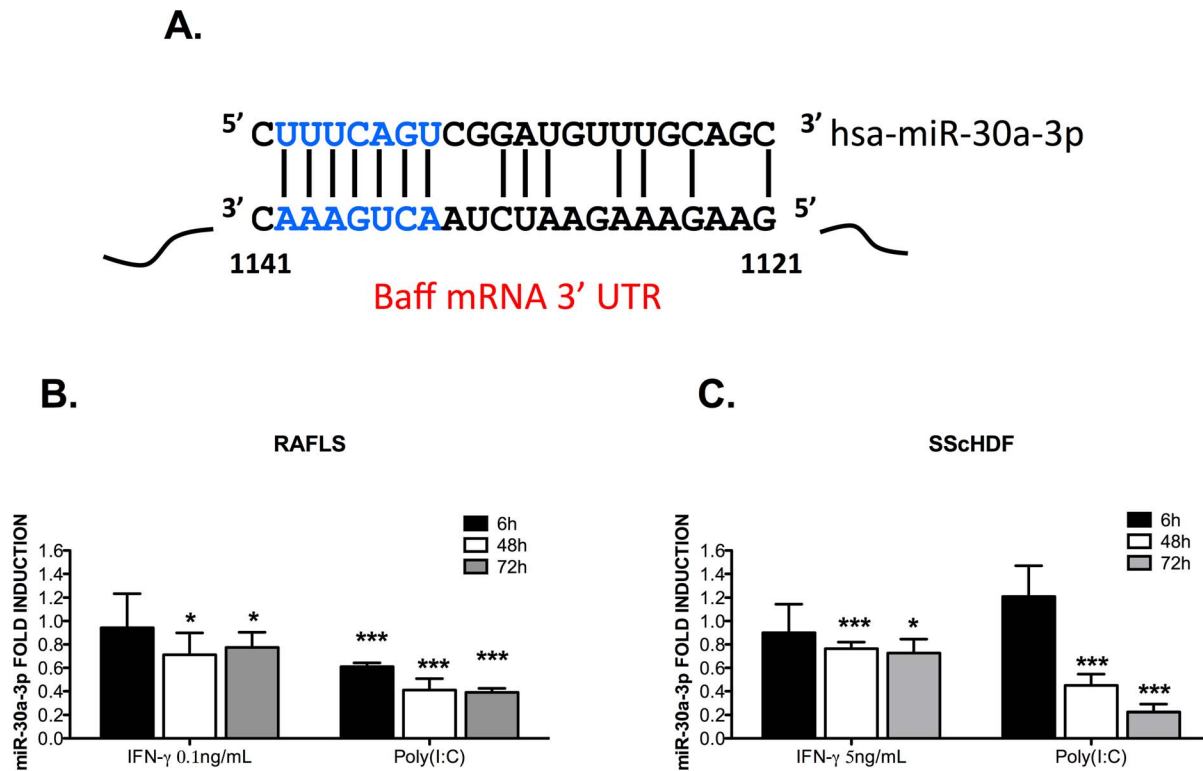 A.
5’ CUUUCAGUCGGAUGUUUGCAGC 3’ hsa-miR-30a-3p
3’ CAAAGUCAAUCUAAGAAAGAAG 5’
1141 1121
Baff mRNA 3’ UTR
B.
RAFLS
miR-30a-3p FOLD INDUCTION
6h
48h
72h
1.6
1.4
1.2
1.0
0.8
0.6
0.4
0.2
0.0
* * *** *** ***
IFN-γ 0.1ng/mL Poly(I:C)
C.
SScHDF
miR-30a-3p FOLD INDUCTION
6h
48h
72h
1.6
1.4
1.2
1.0
0.8
0.6
0.4
0.2
0.0
*** * *** ***
IFN-γ 5ng/mL Poly(I:C)